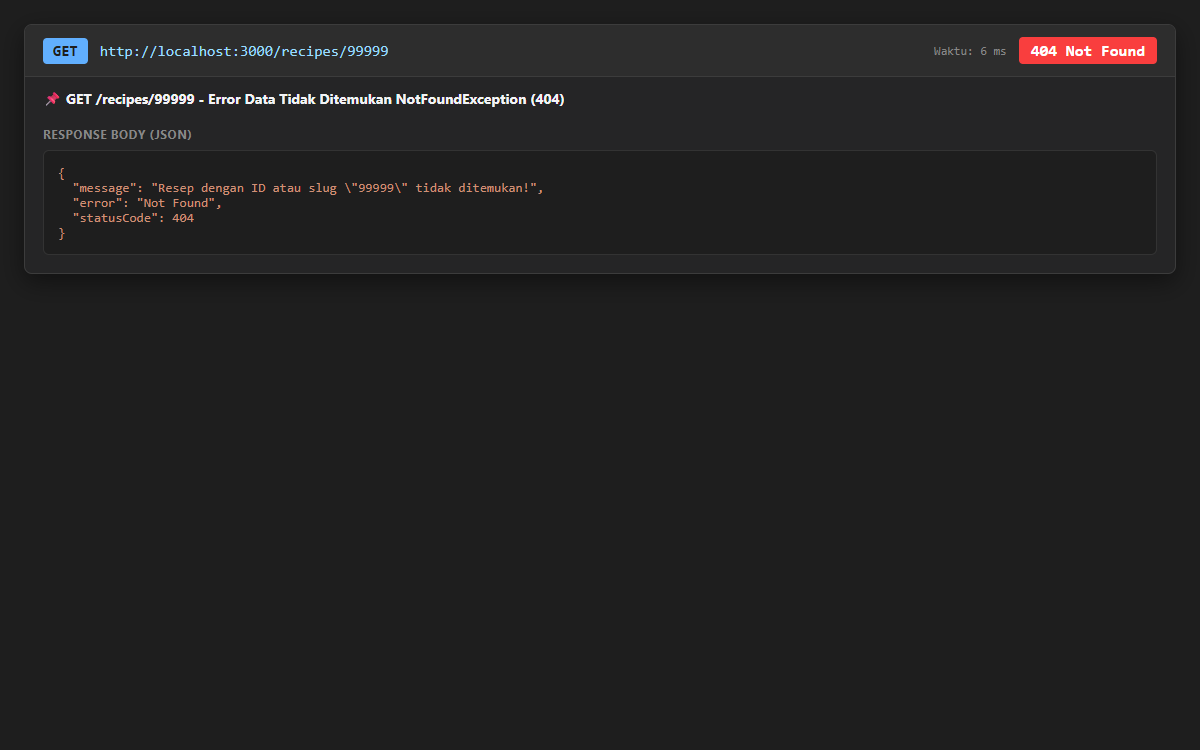 GET http://localhost:3000/recipes/99999 Waktu: 6 ms 404 Not Found
📌 GET /recipes/99999 - Error Data Tidak Ditemukan NotFoundException (404)
RESPONSE BODY (JSON)
{
  "message": "Resep dengan ID atau slug \"99999\" tidak ditemukan!",
  "error": "Not Found",
  "statusCode": 404
}